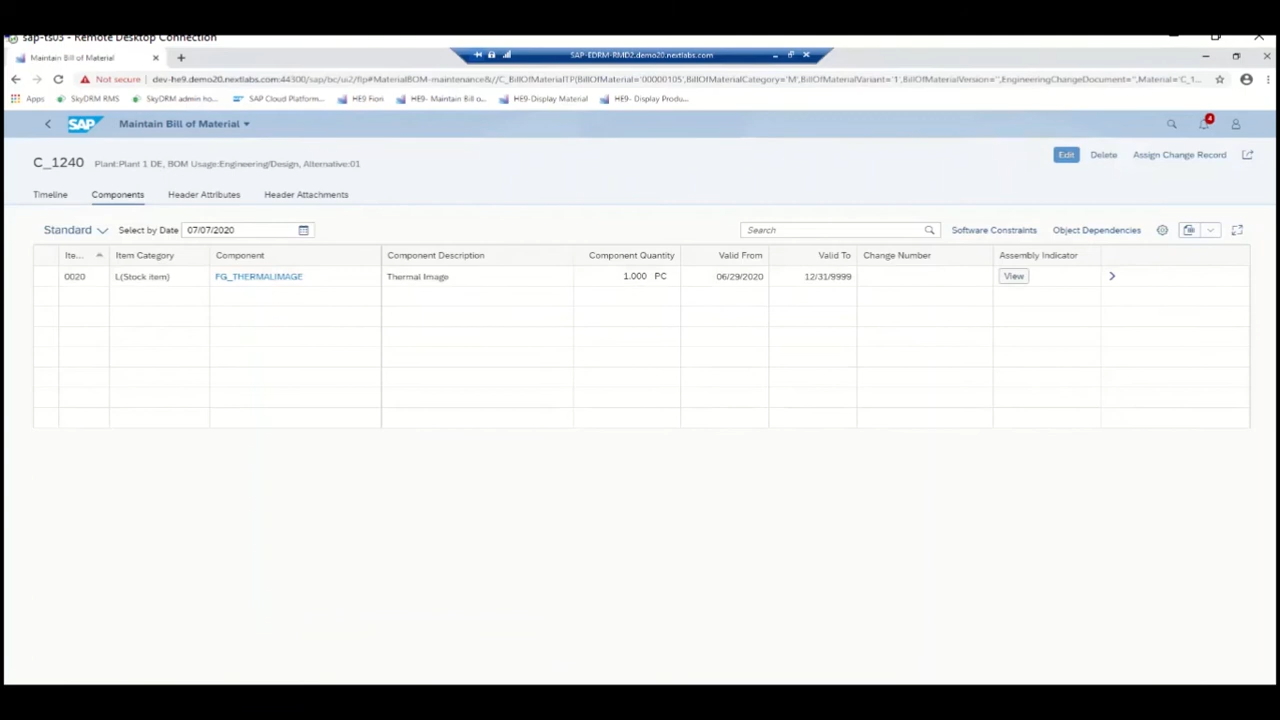 sap-ts03 - Remote Desktop Connection
Maintain Bill of Material
SAP-EDRM-RMD2.demo20.nextlabs.com
Not secure dev-he9.demo20.nextlabs.com:44300/sap/bc/ui2/flp#MaterialBOM-maintenance&//C_BillOfMaterialTP(BillOfMaterial='00000105',BillOfMaterialCategory='M',BillOfMaterialVariant='1',BillOfMaterialVersion='',EngineeringChangeDocument='',Material='C_1...
Apps SkyDRM RMS SkyDRM admin ho... SAP Cloud Platform... HE9 Fiori HE9- Maintain Bill o... HE9-Display Material HE9- Display Produ...
SAP Maintain Bill of Material 4
C_1240 Plant:Plant 1 DE, BOM Usage:Engineering/Design, Alternative:01 Edit Delete Assign Change Record
Timeline Components Header Attributes Header Attachments
Standard Select by Date 07/07/2020 Search Software Constraints Object Dependencies
Ite... Item Category Component Component Description Component Quantity Valid From Valid To Change Number Assembly Indicator
0020 L(Stock item) FG_THERMALIMAGE Thermal Image 1.000 PC 06/29/2020 12/31/9999 View